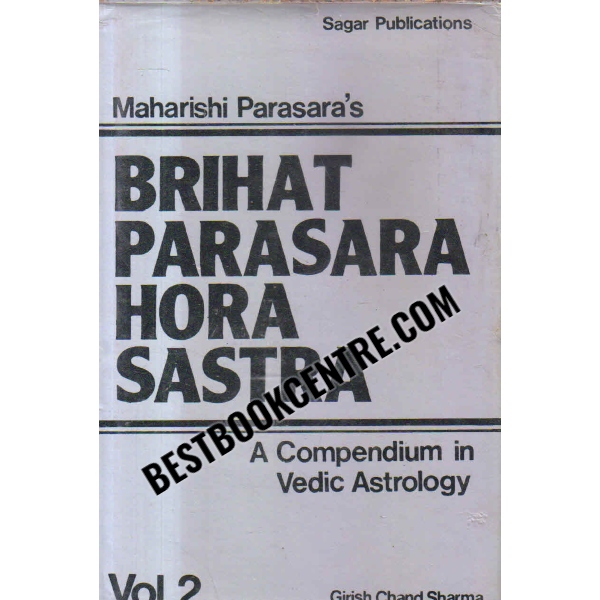 Sagar Publications
Maharishi Parasara's
BRIHAT
PARASARA
HORA
SASTRA
BESTBOOKCENTRE.COM
A Compendium in
Vedic Astrology
Vol 2
Girish Chand Sharma